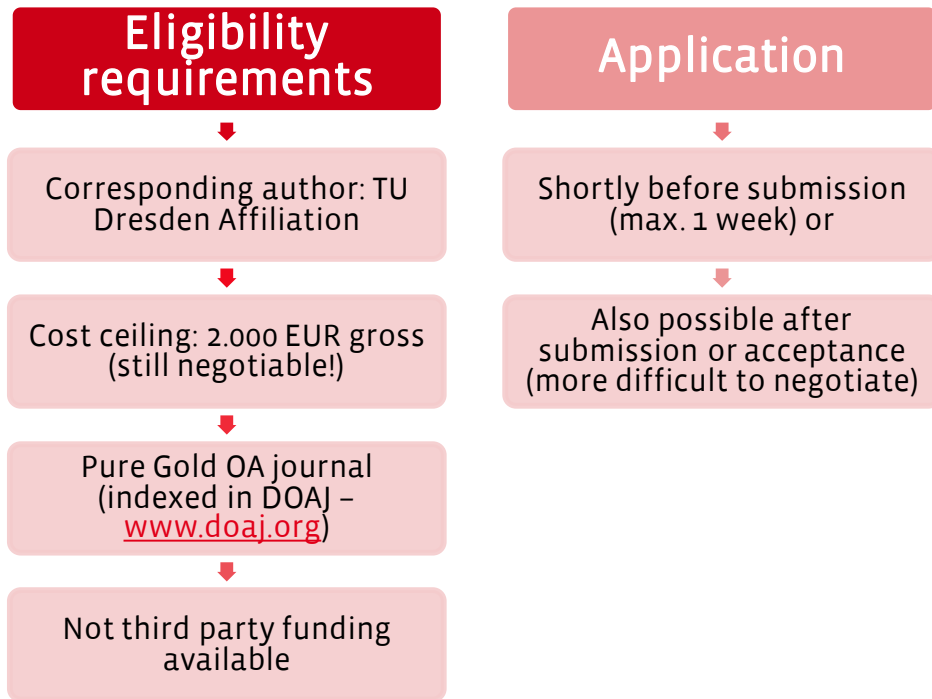 Eligibility
requirements
Corresponding author: TU
Dresden Affiliation
Cost ceiling: 2.000 EUR gross
(still negotiable!)
Pure Gold OA journal
(indexed in DOAJ –
www.doaj.org)
Not third party funding
available
Application
Shortly before submission
(max. 1 week) or
Also possible after
submission or acceptance
(more difficult to negotiate)